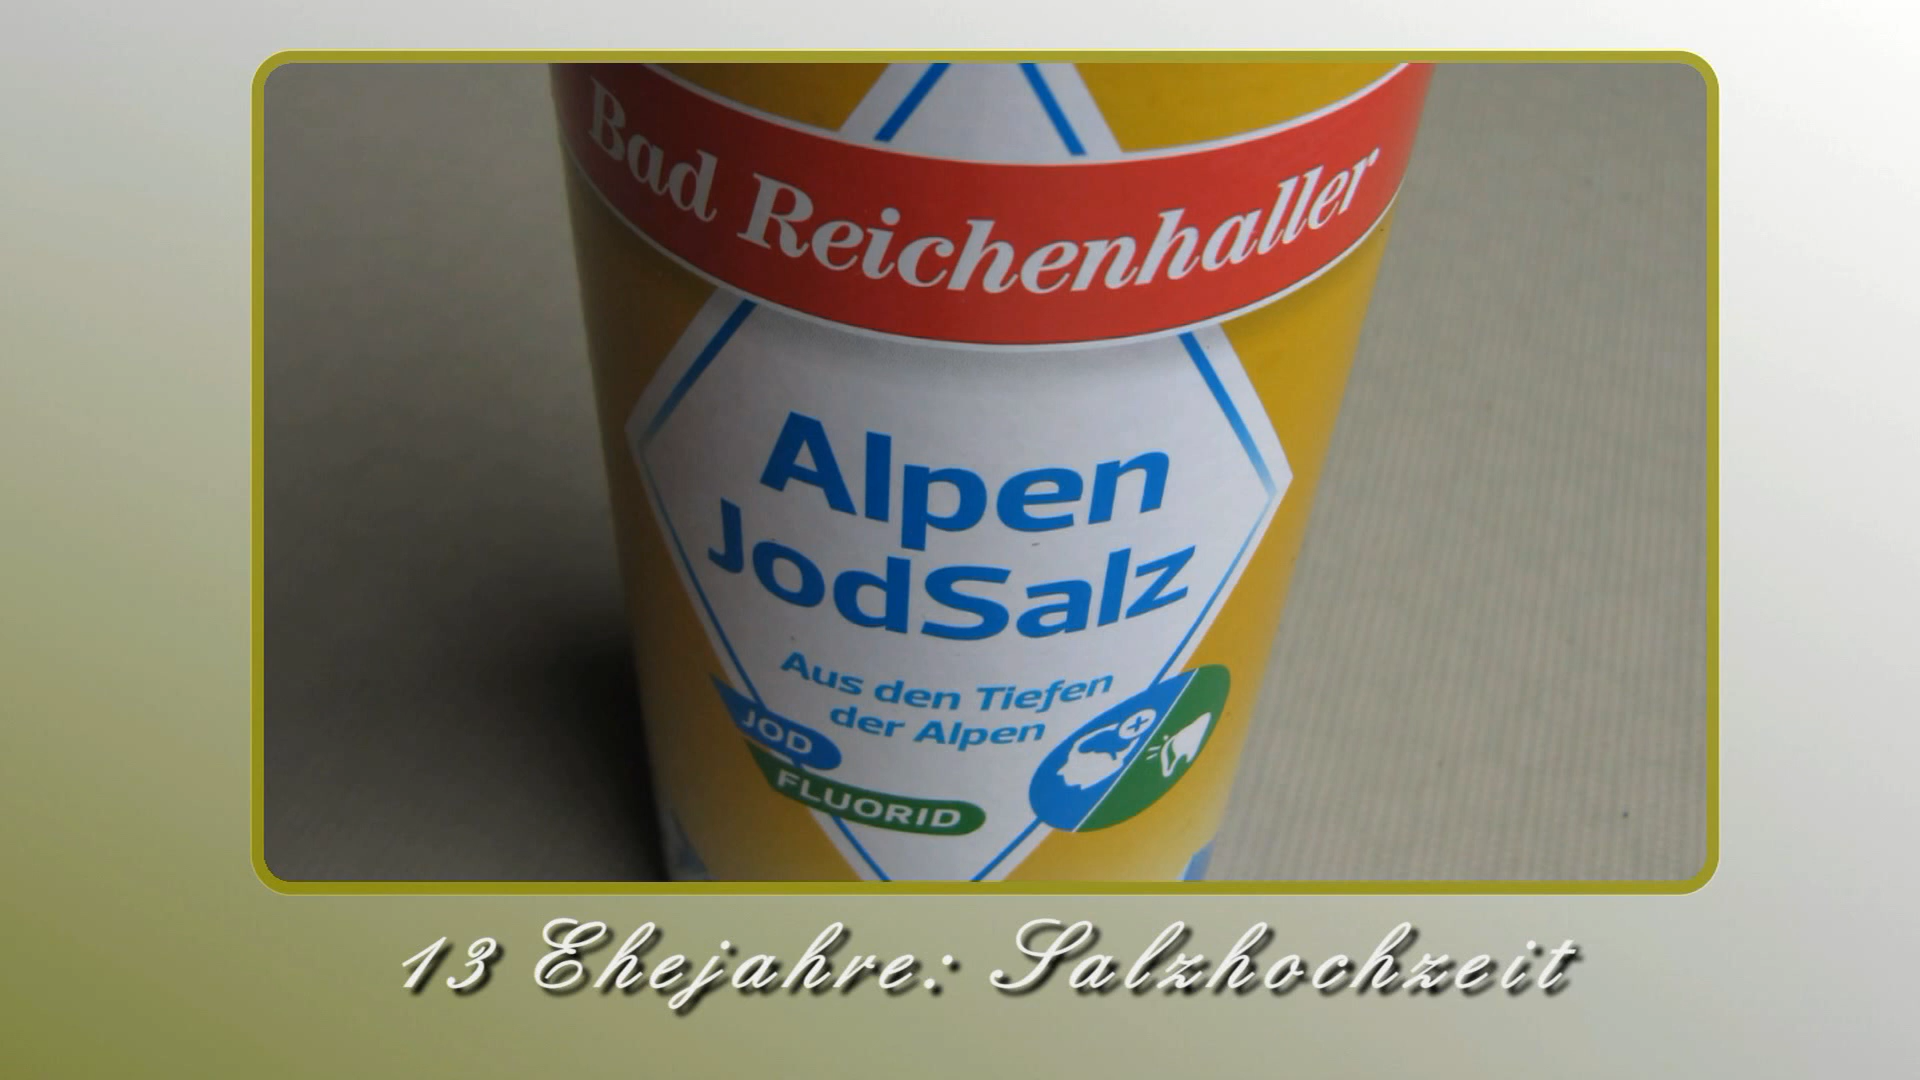 Bad Reichenhaller
Alpen
JodSalz
Aus den Tiefen
der Alpen
JOD
FLUORID
13 Ehejahre: Salzhochzeit